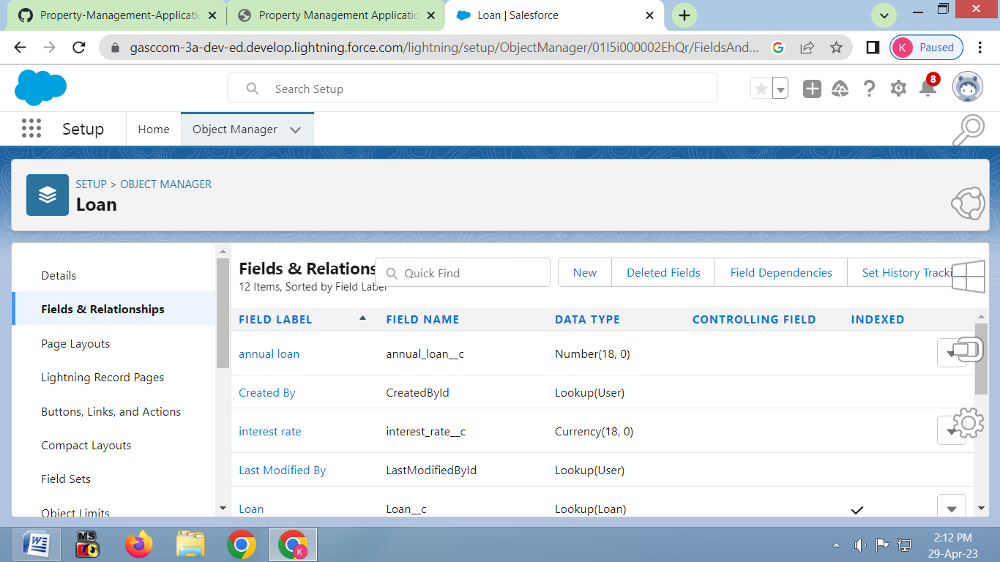 Property-Management-Applicatic
Property Management Applicatio
Loan | Salesforce
gasccom-3a-dev-ed.develop.lightning.force.com/lightning/setup/ObjectManager/01I5i000002EhQr/FieldsAnd...
K Paused
Search Setup
8
Setup Home Object Manager
SETUP > OBJECT MANAGER
Loan
Details
Fields & Relationships
Page Layouts
Lightning Record Pages
Buttons, Links, and Actions
Compact Layouts
Field Sets
Object Limits
Fields & Relations
12 Items, Sorted by Field Label
Quick Find
New Deleted Fields Field Dependencies Set History Tracki
FIELD LABEL FIELD NAME DATA TYPE CONTROLLING FIELD INDEXED
annual loan annual_loan__c Number(18, 0)
Created By CreatedById Lookup(User)
interest rate interest_rate__c Currency(18, 0)
Last Modified By LastModifiedById Lookup(User)
Loan Loan__c Lookup(Loan)
MS
K
2:12 PM
29-Apr-23